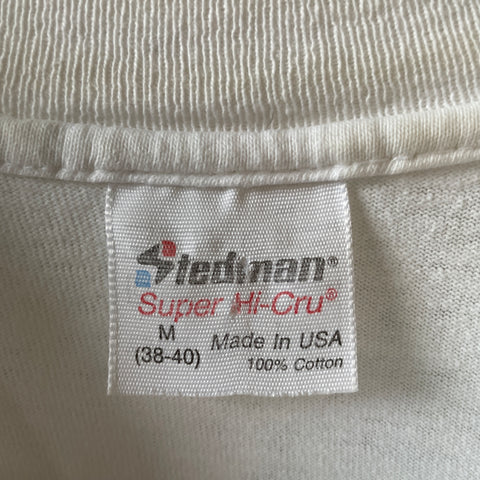 Stedman®
Super Hi-Cru®
M
(38-40)
Made In USA
100% Cotton